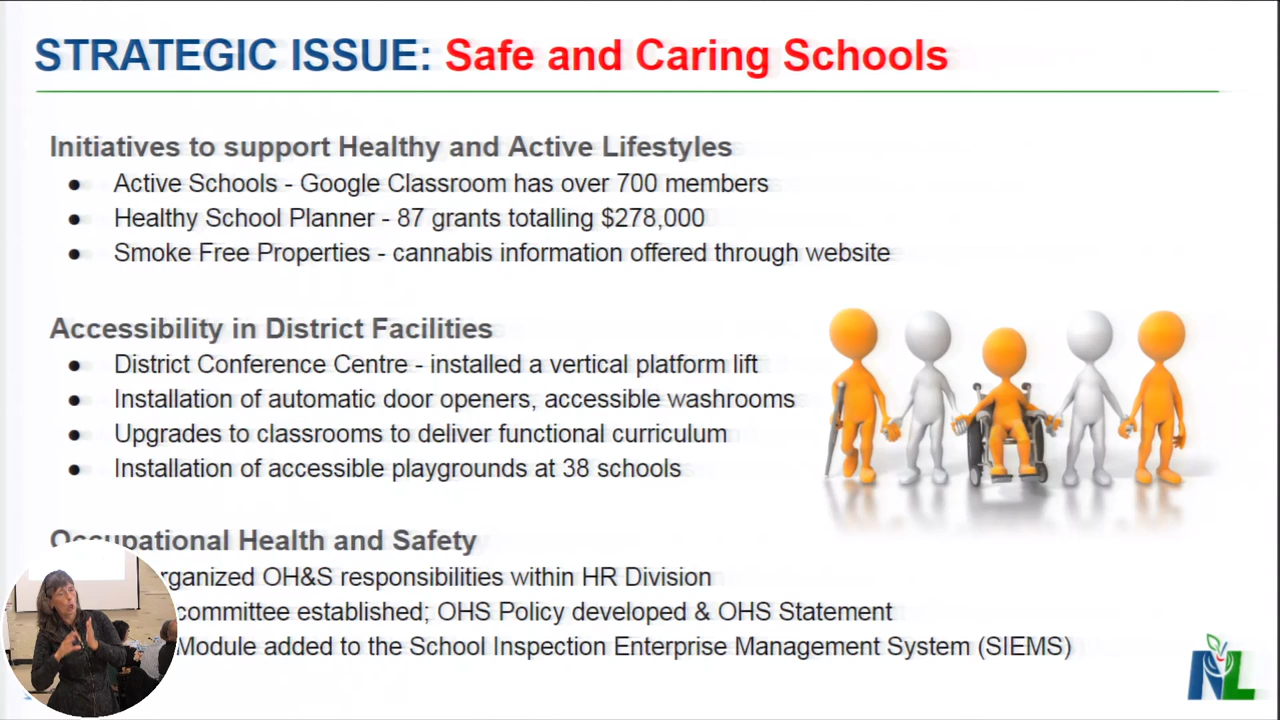 STRATEGIC ISSUE: Safe and Caring Schools
Initiatives to support Healthy and Active Lifestyles
● Active Schools - Google Classroom has over 700 members
● Healthy School Planner - 87 grants totalling $278,000
● Smoke Free Properties - cannabis information offered through website
Accessibility in District Facilities
● District Conference Centre - installed a vertical platform lift
● Installation of automatic door openers, accessible washrooms
● Upgrades to classrooms to deliver functional curriculum
● Installation of accessible playgrounds at 38 schools
Occupational Health and Safety
rganized OH&S responsibilities within HR Division
committee established; OHS Policy developed & OHS Statement
Module added to the School Inspection Enterprise Management System (SIEMS)
NL